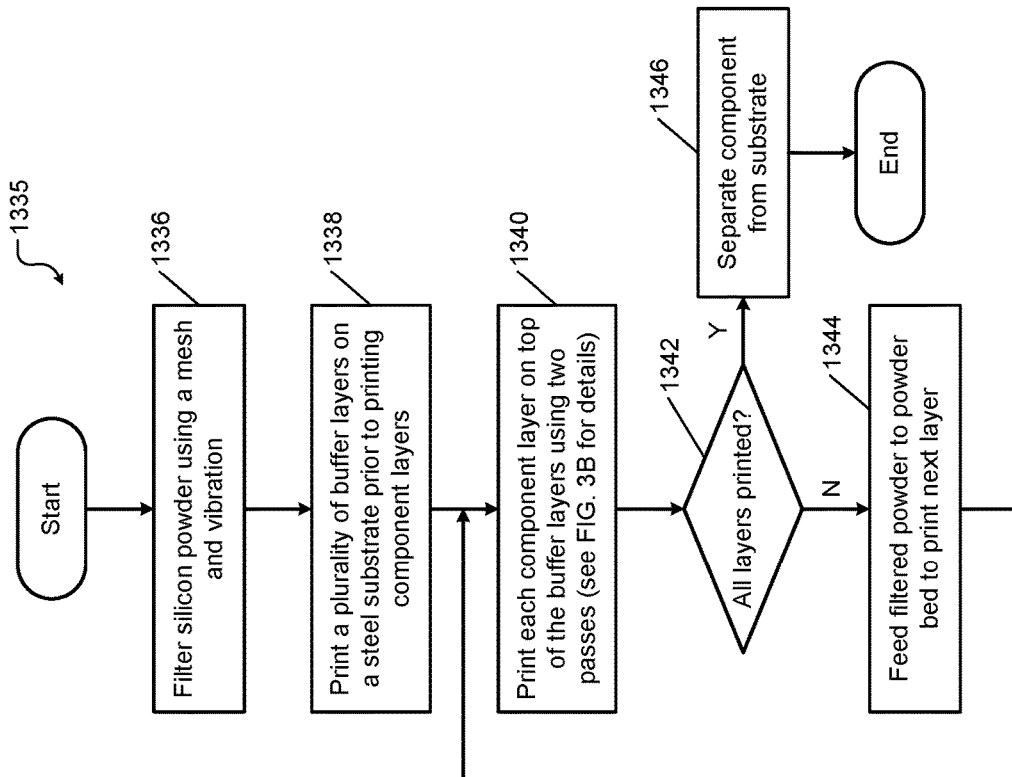 1335
Start
1336
Filter silicon powder using a mesh
and vibration
1338
Print a plurality of buffer layers on
a steel substrate prior to printing
component layers
1340
Print each component layer on top
of the buffer layers using two
passes (see FIG. 3B for details)
1342
All layers printed?
Y
N
1346
Separate component
from substrate
End
1344
Feed filtered powder to powder
bed to print next layer